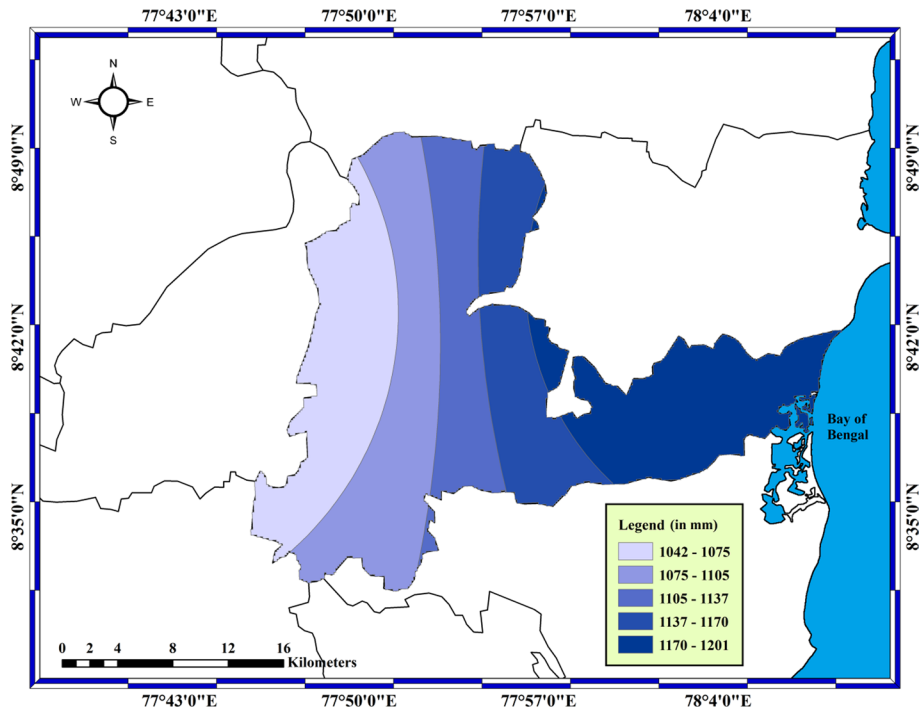 77°43'0"E 77°50'0"E 77°57'0"E 78°4'0"E
N
W E
S
8°49'0"N 8°49'0"N
8°42'0"N 8°42'0"N
Bay of
Bengal
8°35'0"N 8°35'0"N
Legend (in mm)
1042 - 1075
1075 - 1105
1105 - 1137
1137 - 1170
1170 - 1201
0 2 4 8 12 16
Kilometers
77°43'0"E 77°50'0"E 77°57'0"E 78°4'0"E